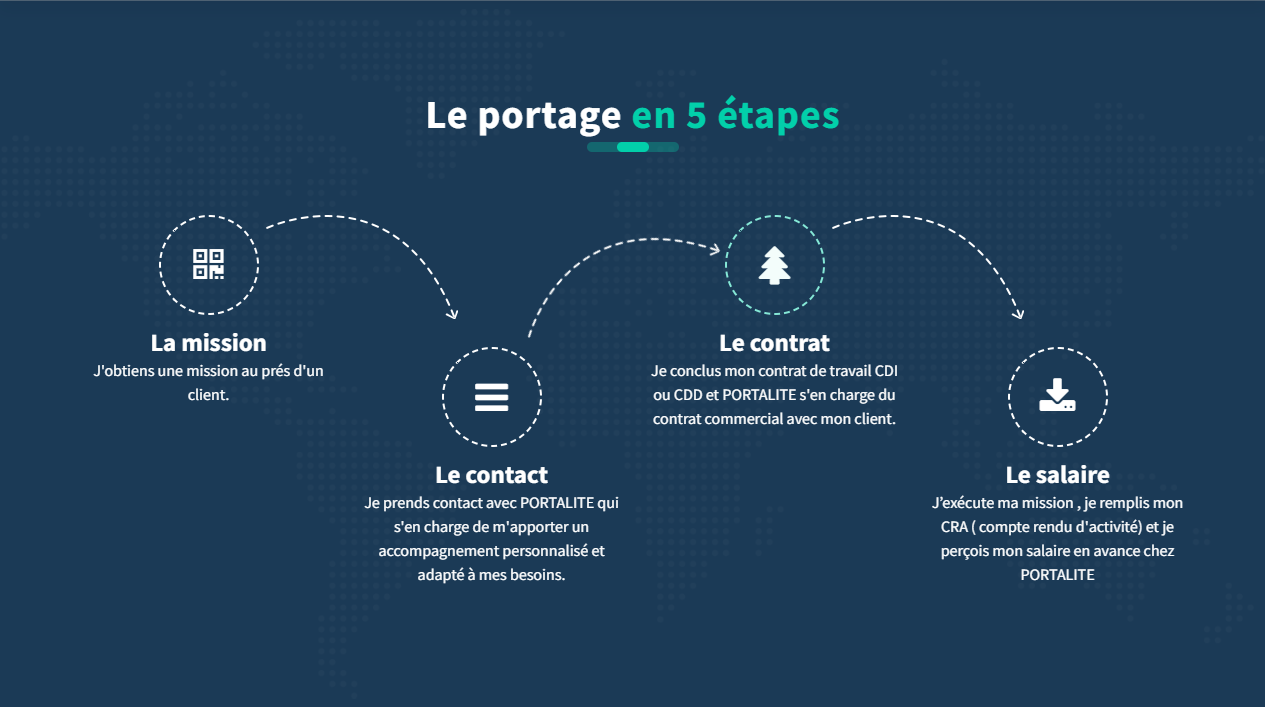 Le portage en 5 étapes
La mission
J'obtiens une mission au prés d'un
client.
Le contact
Je prends contact avec PORTALITE qui
s'en charge de m'apporter un
accompagnement personnalisé et
adapté à mes besoins.
Le contrat
Je conclus mon contrat de travail CDI
ou CDD et PORTALITE s'en charge du
contrat commercial avec mon client.
Le salaire
J’exécute ma mission , je remplis mon
CRA ( compte rendu d'activité) et je
perçois mon salaire en avance chez
PORTALITE